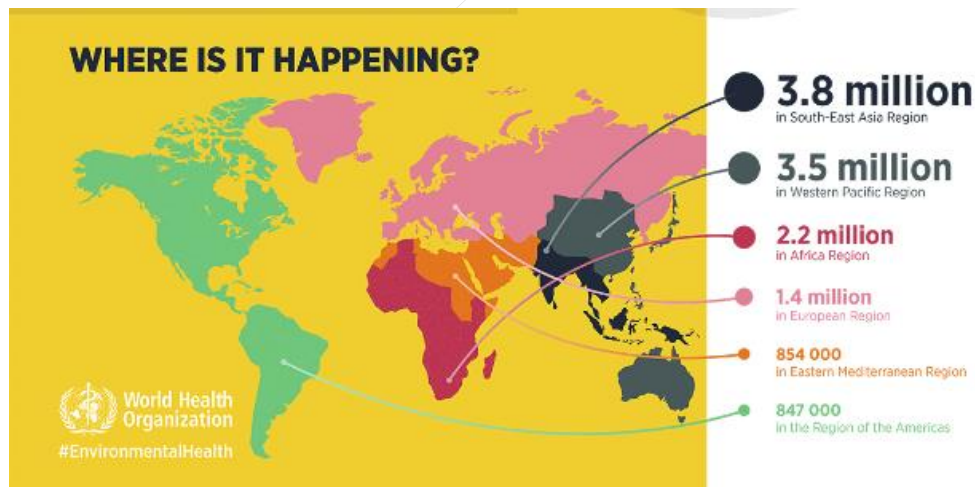 WHERE IS IT HAPPENING?
3.8 million
in South-East Asia Region
3.5 million
in Western Pacific Region
2.2 million
in Africa Region
1.4 million
in European Region
854 000
in Eastern Mediterranean Region
847 000
in the Region of the Americas
World Health
Organization
#EnvironmentalHealth